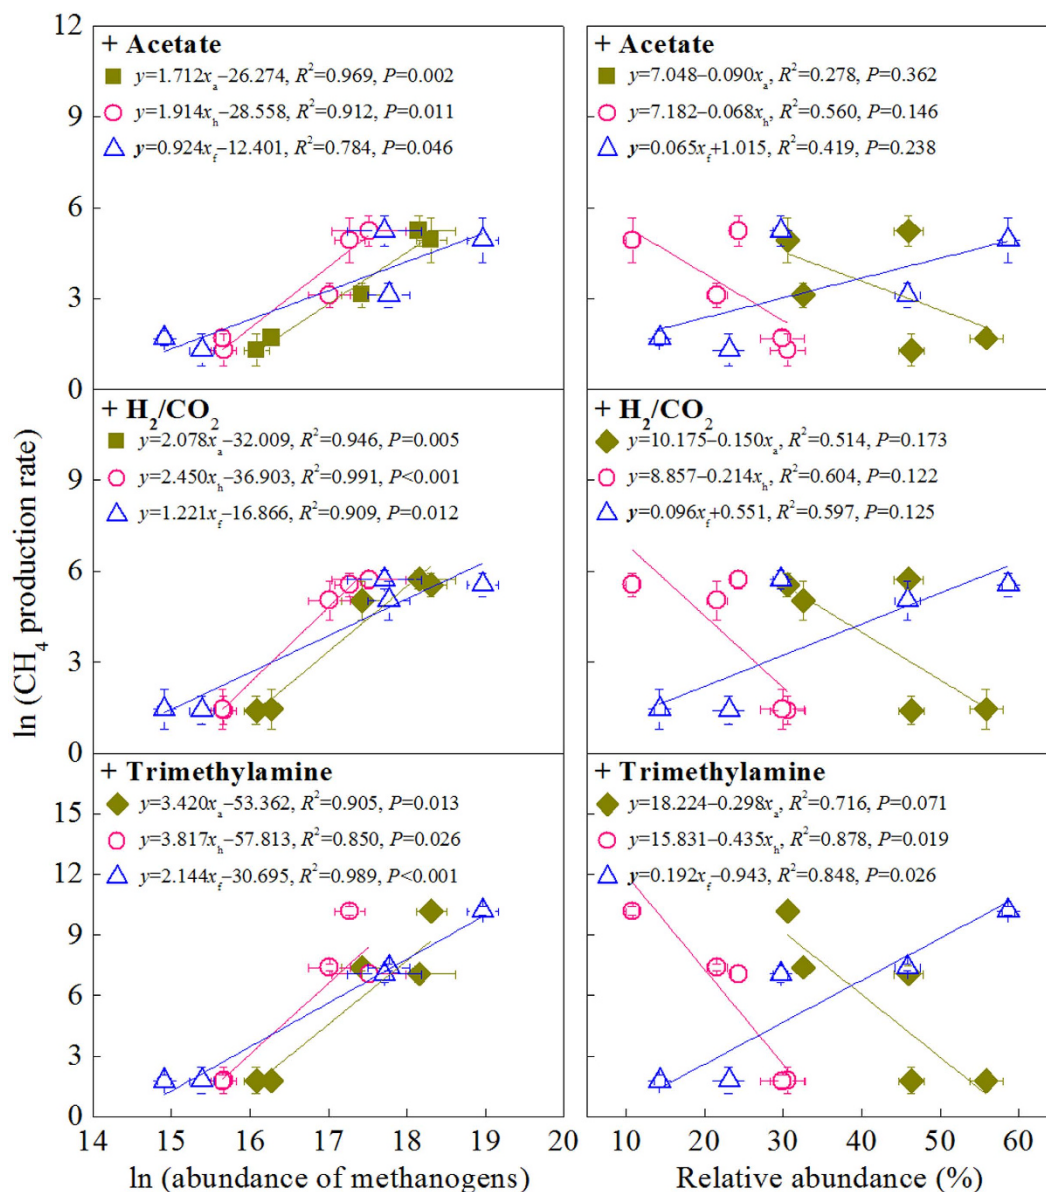 ln (CH₄ production rate)
12
9
6
3
0
+ Acetate
y=1.712xₐ−26.274, R²=0.969, P=0.002
y=1.914xₕ−28.558, R²=0.912, P=0.011
y=0.924x_f−12.401, R²=0.784, P=0.046
+ Acetate
y=7.048−0.090xₐ, R²=0.278, P=0.362
y=7.182−0.068xₕ, R²=0.560, P=0.146
y=0.065x_f+1.015, R²=0.419, P=0.238
9
6
3
0
+ H₂/CO₂
y=2.078xₐ−32.009, R²=0.946, P=0.005
y=2.450xₕ−36.903, R²=0.991, P<0.001
y=1.221x_f−16.866, R²=0.909, P=0.012
+ H₂/CO₂
y=10.175−0.150xₐ, R²=0.514, P=0.173
y=8.857−0.214xₕ, R²=0.604, P=0.122
y=0.096x_f+0.551, R²=0.597, P=0.125
15
12
9
6
3
0
+ Trimethylamine
y=3.420xₐ−53.362, R²=0.905, P=0.013
y=3.817xₕ−57.813, R²=0.850, P=0.026
y=2.144x_f−30.695, R²=0.989, P<0.001
+ Trimethylamine
y=18.224−0.298xₐ, R²=0.716, P=0.071
y=15.831−0.435xₕ, R²=0.878, P=0.019
y=0.192x_f−0.943, R²=0.848, P=0.026
14 15 16 17 18 19 20
10 20 30 40 50 60
ln (abundance of methanogens)
Relative abundance (%)